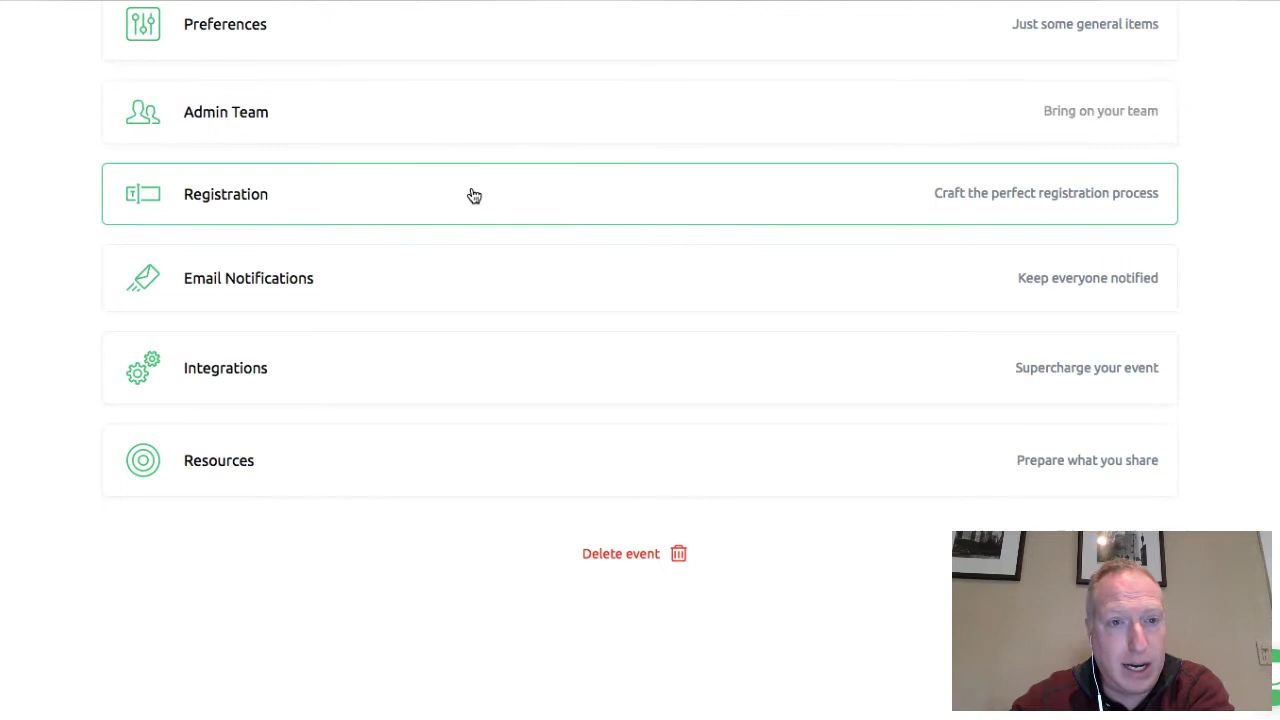 Preferences Just some general items
Admin Team Bring on your team
Registration Craft the perfect registration process
Email Notifications Keep everyone notified
Integrations Supercharge your event
Resources Prepare what you share
Delete event